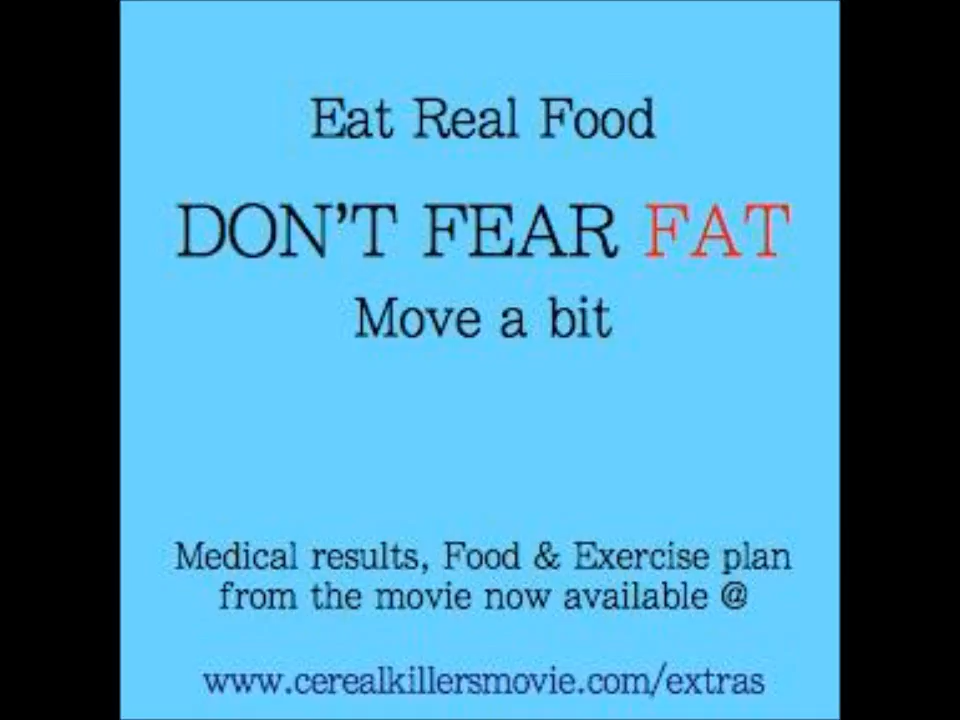 Eat Real Food
DON'T FEAR FAT
Move a bit
Medical results, Food & Exercise plan
from the movie now available @
www.cerealkillersmovie.com/extras